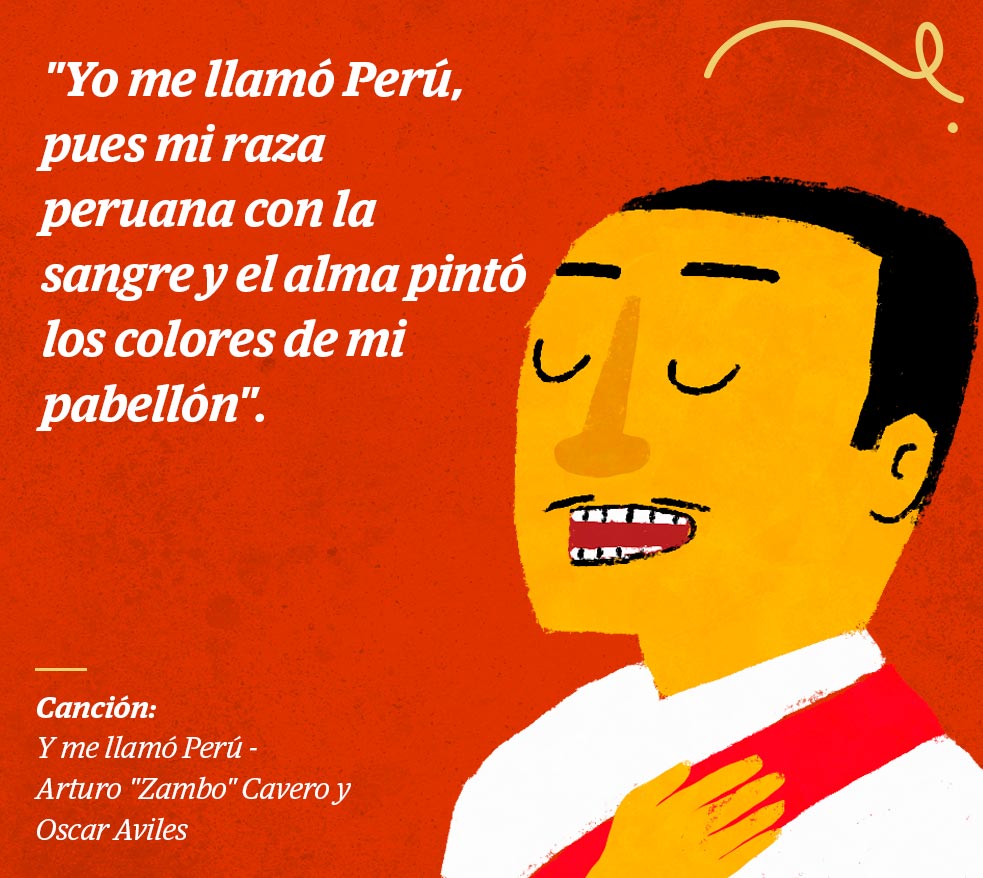 "Yo me llamó Perú,
pues mi raza
peruana con la
sangre y el alma pintó
los colores de mi
pabellón".
Canción:
Y me llamó Perú -
Arturo "Zambo" Cavero y
Oscar Aviles